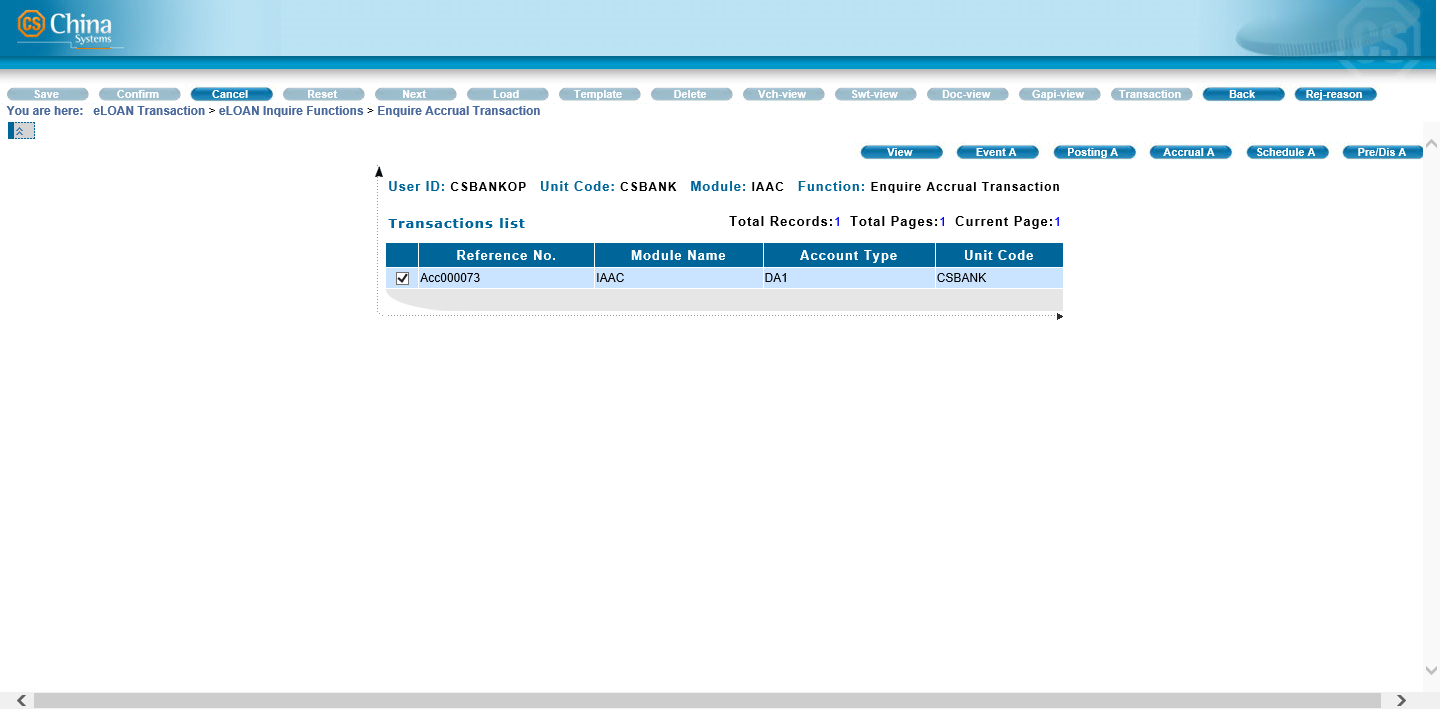 CS China
Systems
Save Confirm Cancel Reset Next Load Template Delete Vch-view Swt-view Doc-view Gapi-view Transaction Back Rej-reason
You are here: eLOAN Transaction > eLOAN Inquire Functions > Enquire Accrual Transaction
View Event A Posting A Accrual A Schedule A Pre/Dis A
User ID: CSBANKOP Unit Code: CSBANK Module: IAAC Function: Enquire Accrual Transaction
Transactions list Total Records:1 Total Pages:1 Current Page:1
Reference No. Module Name Account Type Unit Code
Acc000073 IAAC DA1 CSBANK